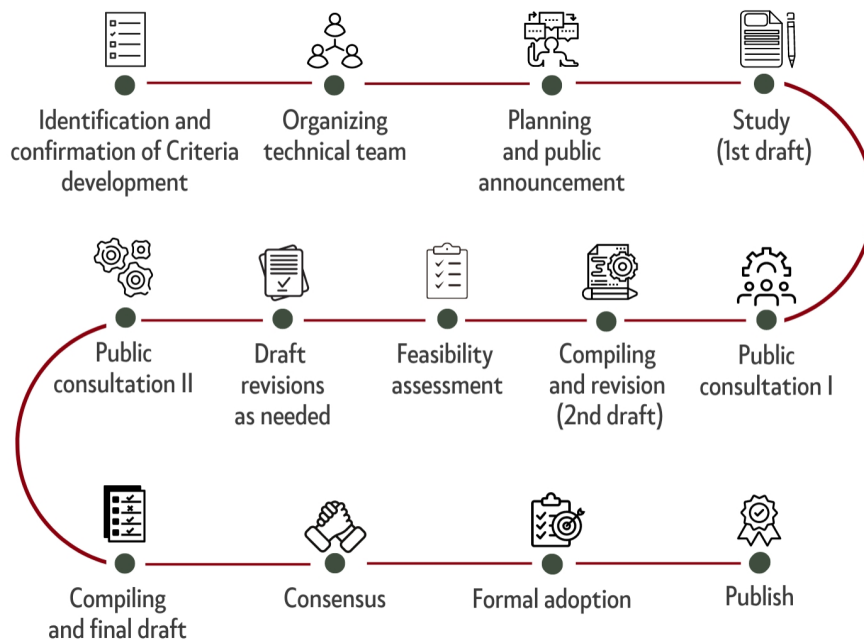 Identification and
confirmation of Criteria
development
Organizing
technical team
Planning
and public
announcement
Study
(1st draft)
Public
consultation I
Compiling
and revision
(2nd draft)
Feasibility
assessment
Draft
revisions
as needed
Public
consultation II
Compiling
and final draft
Consensus
Formal adoption
Publish